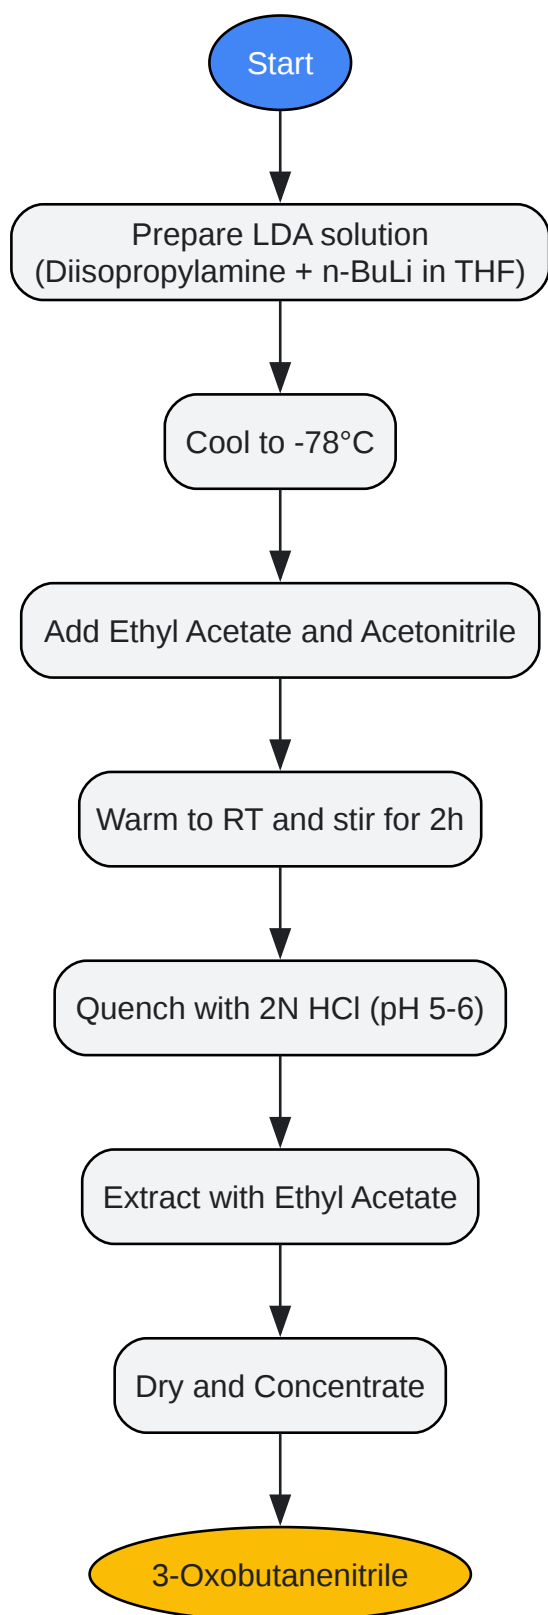 Start
Prepare LDA solution
(Diisopropylamine + n-BuLi in THF)
Cool to -78°C
Add Ethyl Acetate and Acetonitrile
Warm to RT and stir for 2h
Quench with 2N HCl (pH 5-6)
Extract with Ethyl Acetate
Dry and Concentrate
3-Oxobutanenitrile